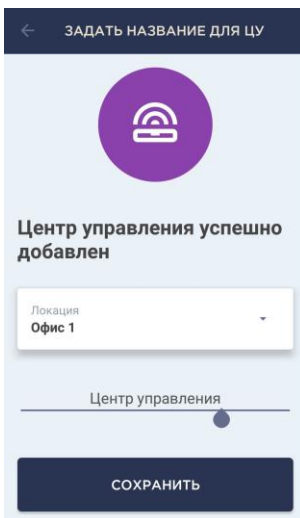 ЗАДАТЬ НАЗВАНИЕ ДЛЯ ЦУ
Центр управления успешно
добавлен
Локация
Офис 1
Центр управления
СОХРАНИТЬ